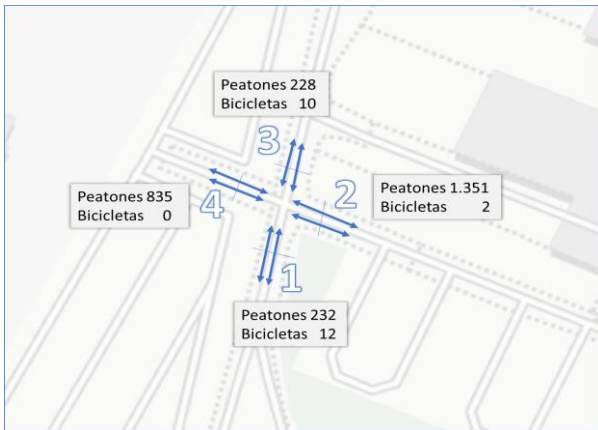 Peatones 228
Bicicletas 10
3
Peatones 835
Bicicletas 0
4
2
Peatones 1.351
Bicicletas 2
1
Peatones 232
Bicicletas 12